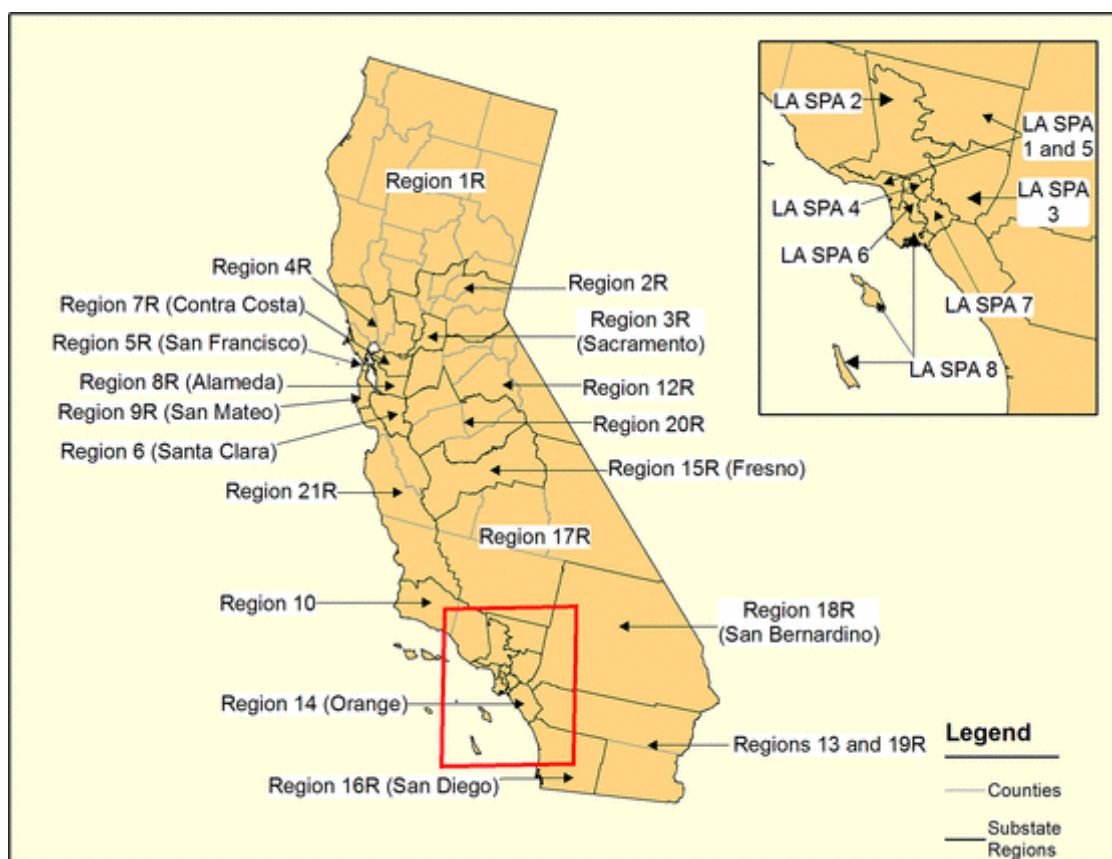 Region 1R
Region 4R
Region 7R (Contra Costa)
Region 5R (San Francisco)
Region 8R (Alameda)
Region 9R (San Mateo)
Region 6 (Santa Clara)
Region 21R
Region 10
Region 14 (Orange)
Region 16R (San Diego)
Region 2R
Region 3R
(Sacramento)
Region 12R
Region 20R
Region 15R (Fresno)
Region 17R
Region 18R
(San Bernardino)
Regions 13 and 19R
LA SPA 2
LA SPA
1 and 5
LA SPA
3
LA SPA 4
LA SPA 6
LA SPA 7
LA SPA 8
Legend
Counties
Substate
Regions